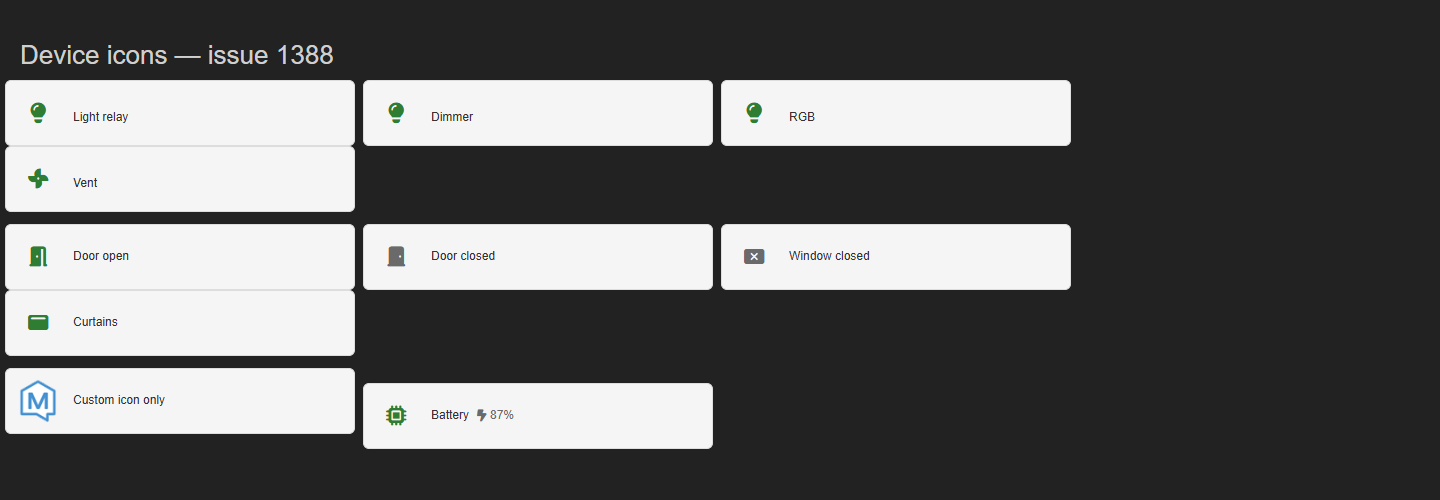 Device icons — issue 1388
Light relay
Dimmer
RGB
Vent
Door open
Door closed
Window closed
Curtains
M
Custom icon only
Battery 87%